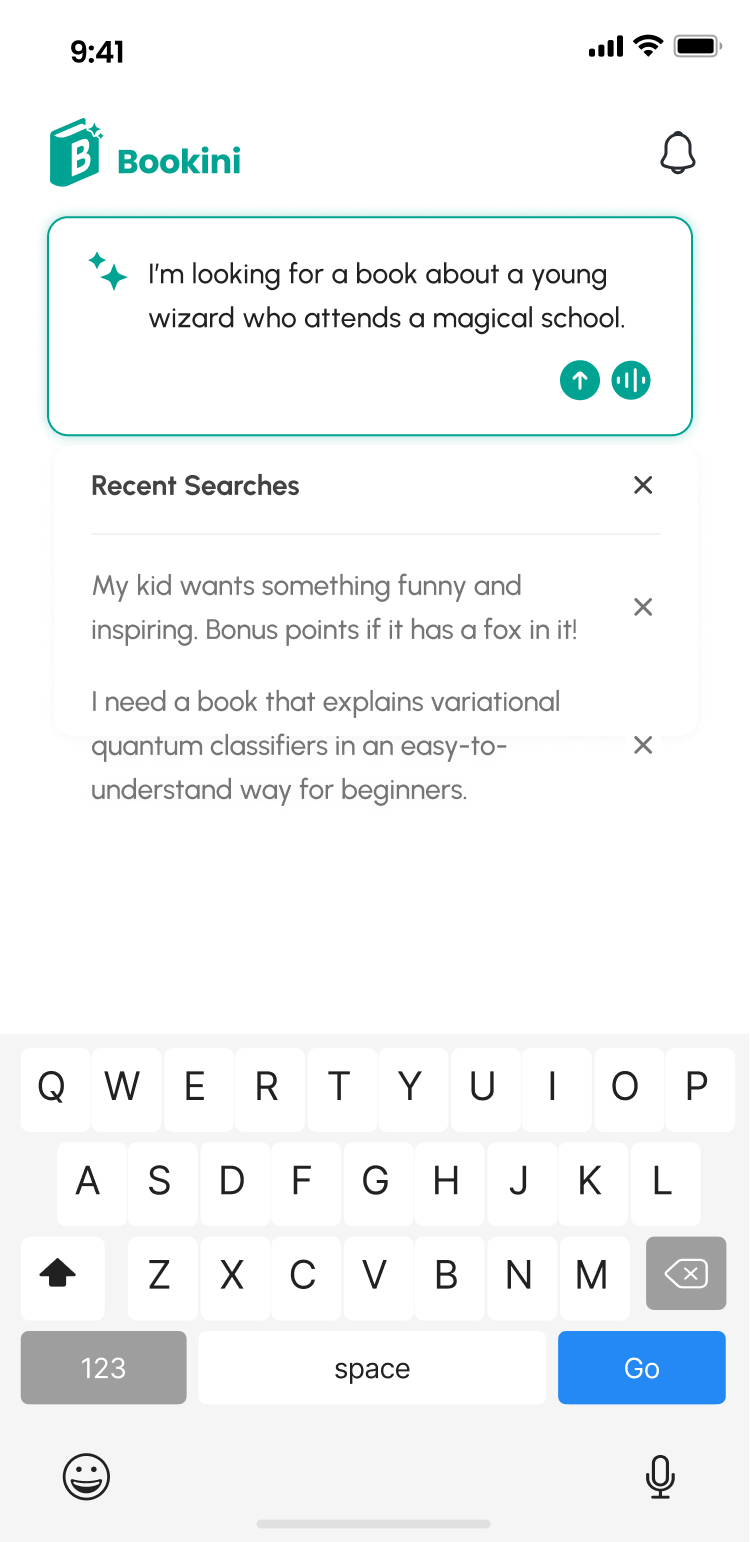 9:41
Bookini
I'm looking for a book about a young
wizard who attends a magical school.
Recent Searches
My kid wants something funny and
inspiring. Bonus points if it has a fox in it!
I need a book that explains variational
quantum classifiers in an easy-to-
understand way for beginners.
Q W E R T Y U I O P
A S D F G H J K L
Z X C V B N M
123 space Go